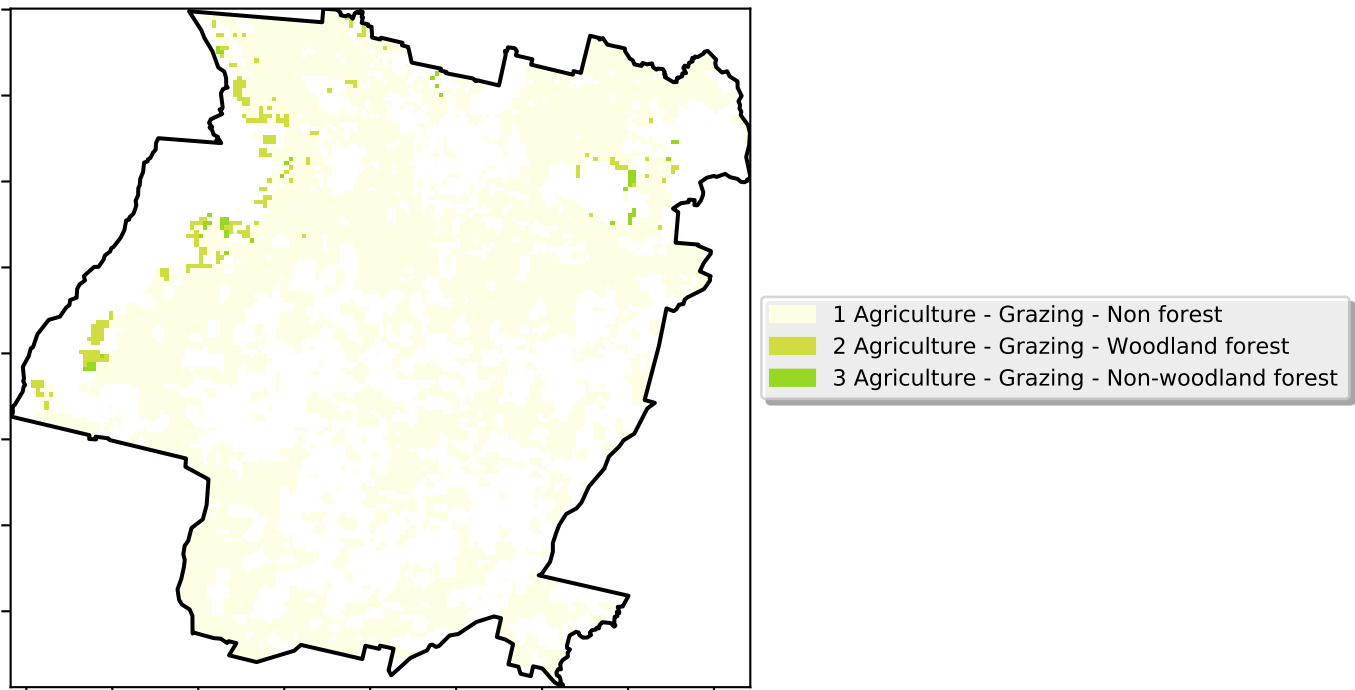 1 Agriculture - Grazing - Non forest
2 Agriculture - Grazing - Woodland forest
3 Agriculture - Grazing - Non-woodland forest